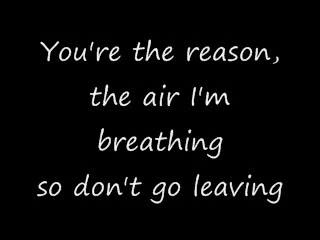 You're the reason,
the air I'm
breathing
so don't go leaving